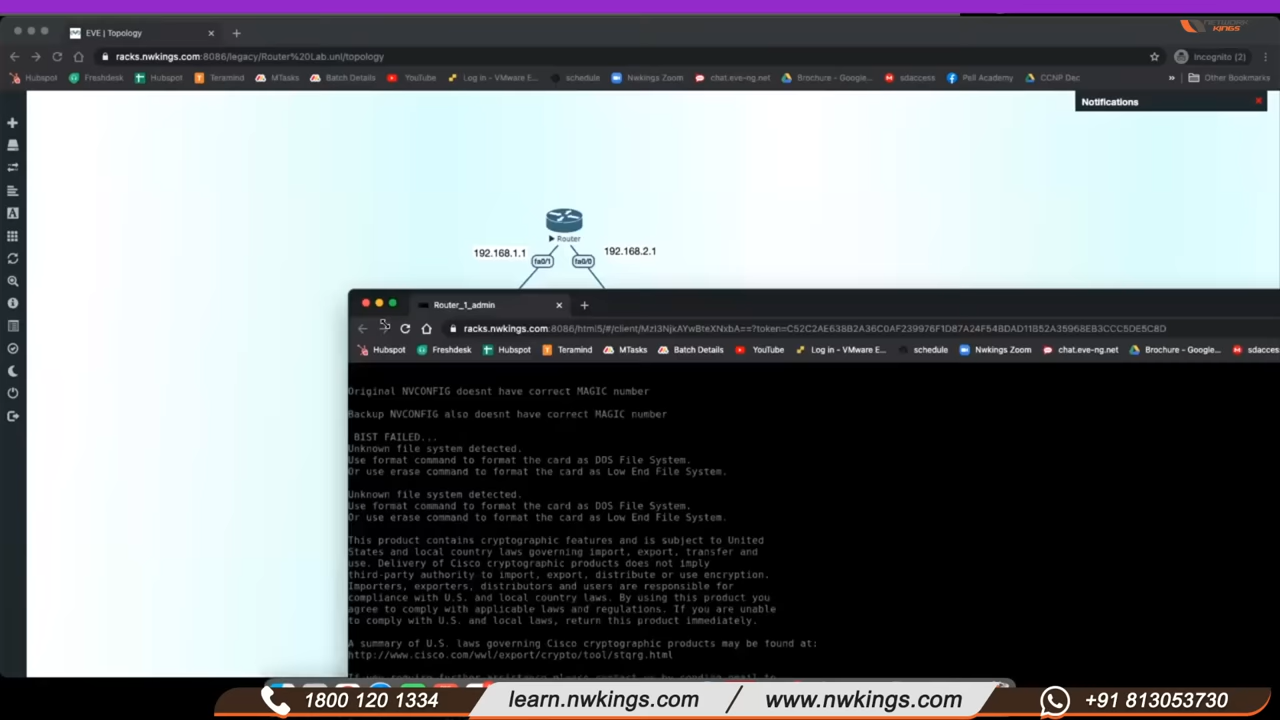 NETWORK
KINGS
EVE | Topology
racks.nwkings.com:8086/legacy/Router%20Lab.unl/topology
Incognito (2)
Hubspot Freshdesk Hubspot Teramind MTasks Batch Details YouTube Log in - VMware E... schedule Nwkings Zoom chat.eve-ng.net Brochure - Google... sdaccess Pell Academy CCNP Dec » Other Bookmarks
Notifications
Router
192.168.1.1
192.168.2.1
fa0/1
fa0/0
Router_1_admin
Hubspot Freshdesk Hubspot Teramind MTasks Batch Details YouTube Log in - VMware E... schedule Nwkings Zoom chat.eve-ng.net Brochure - Google... sdacces
Original NVCONFIG doesnt have correct MAGIC number
Backup NVCONFIG also doesnt have correct MAGIC number
BIST FAILED...
Unknown file system detected.
Use format command to format the card as DOS File System.
Or use erase command to format the card as Low End File System.
Unknown file system detected.
Use format command to format the card as DOS File System.
Or use erase command to format the card as Low End File System.
This product contains cryptographic features and is subject to United
States and local country laws governing import, export, transfer and
use. Delivery of Cisco cryptographic products does not imply
third-party authority to import, export, distribute or use encryption.
Importers, exporters, distributors and users are responsible for
compliance with U.S. and local country laws. By using this product you
agree to comply with applicable laws and regulations. If you are unable
to comply with U.S. and local laws, return this product immediately.
A summary of U.S. laws governing Cisco cryptographic products may be found at:
http://www.cisco.com/wwl/export/crypto/tool/stqrg.html
1800 120 1334 learn.nwkings.com / www.nwkings.com +91 813053730